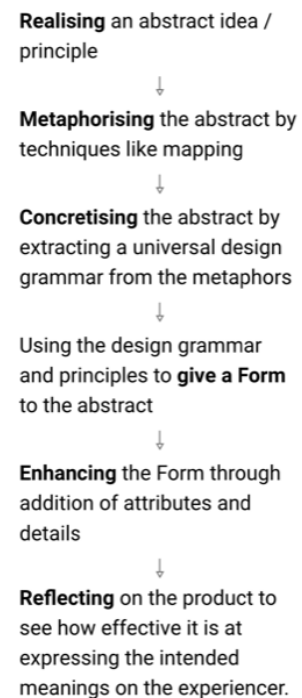 Realising an abstract idea /
principle
Metaphorising the abstract by
techniques like mapping
Concretising the abstract by
extracting a universal design
grammar from the metaphors
Using the design grammar
and principles to give a Form
to the abstract
Enhancing the Form through
addition of attributes and
details
Reflecting on the product to
see how effective it is at
expressing the intended
meanings on the experiencer.